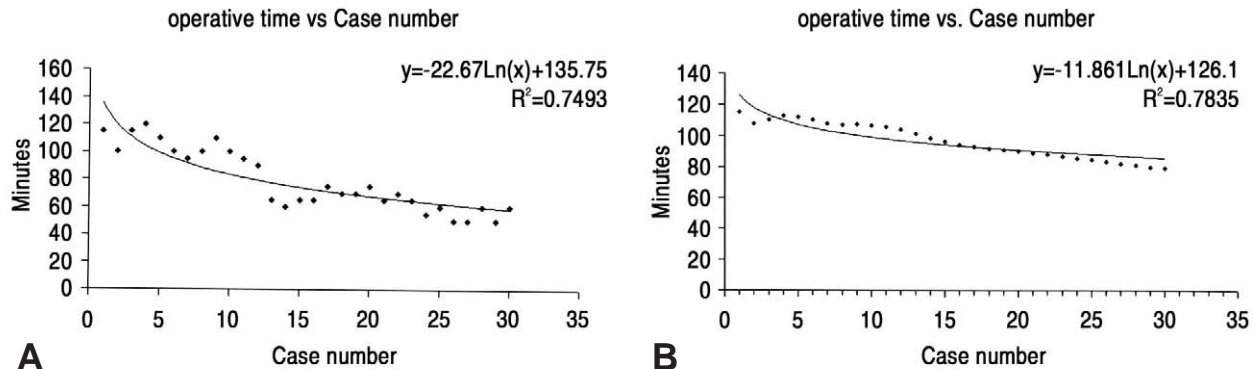 operative time vs Case number
y=-22.67Ln(x)+135.75
R²=0.7493
160
140
120
100
80
60
40
20
0
Minutes
0 5 10 15 20 25 30 35
Case number
A
operative time vs. Case number
y=-11.861Ln(x)+126.1
R²=0.7835
140
120
100
80
60
40
20
0
Minutes
0 5 10 15 20 25 30 35
Case number
B